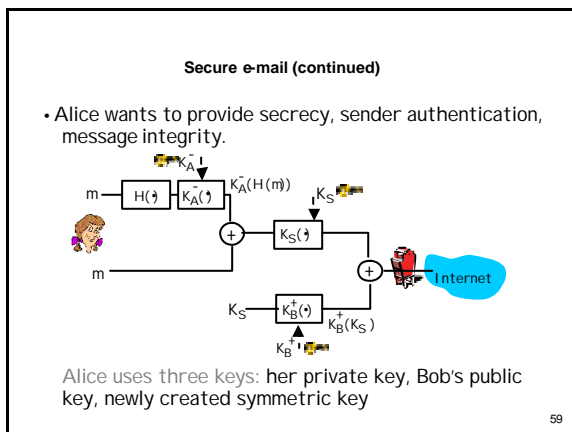 Secure e-mail (continued)
• Alice wants to provide secrecy, sender authentication,
message integrity.
K_A^-
K_A^-(H(m))
m H(•) K_A^-(•)
K_S
+ K_S(•)
m
+ Internet
K_S K_B^+(•)
K_B^+(K_S)
K_B^+
Alice uses three keys: her private key, Bob's public
key, newly created symmetric key
59